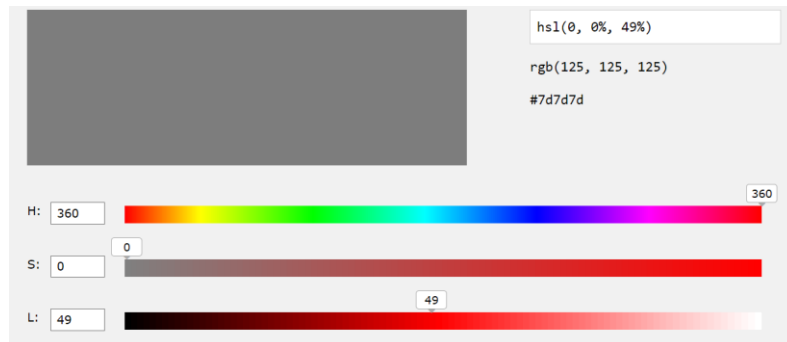 hsl(0, 0%, 49%)
rgb(125, 125, 125)
#7d7d7d
360
H: 360
0
S: 0
49
L: 49